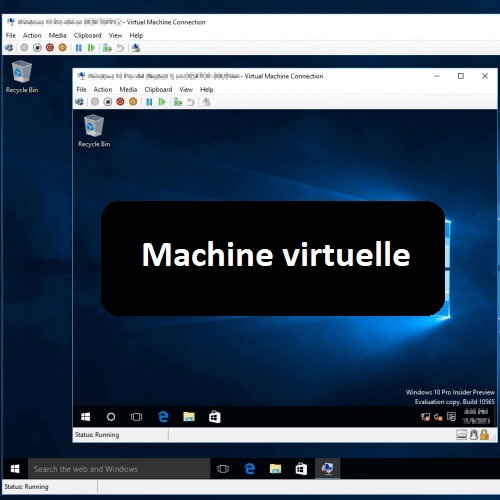 - Virtual Machine Connection
File Action Media Clipboard View Help
Recycle Bin
- Virtual Machine Connection
File Action Media Clipboard View Help
Recycle Bin
Machine virtuelle
Windows 10 Pro Insider Preview
Evaluation copy. Build 10565
Status: Running
Search the web and Windows
Status: Running